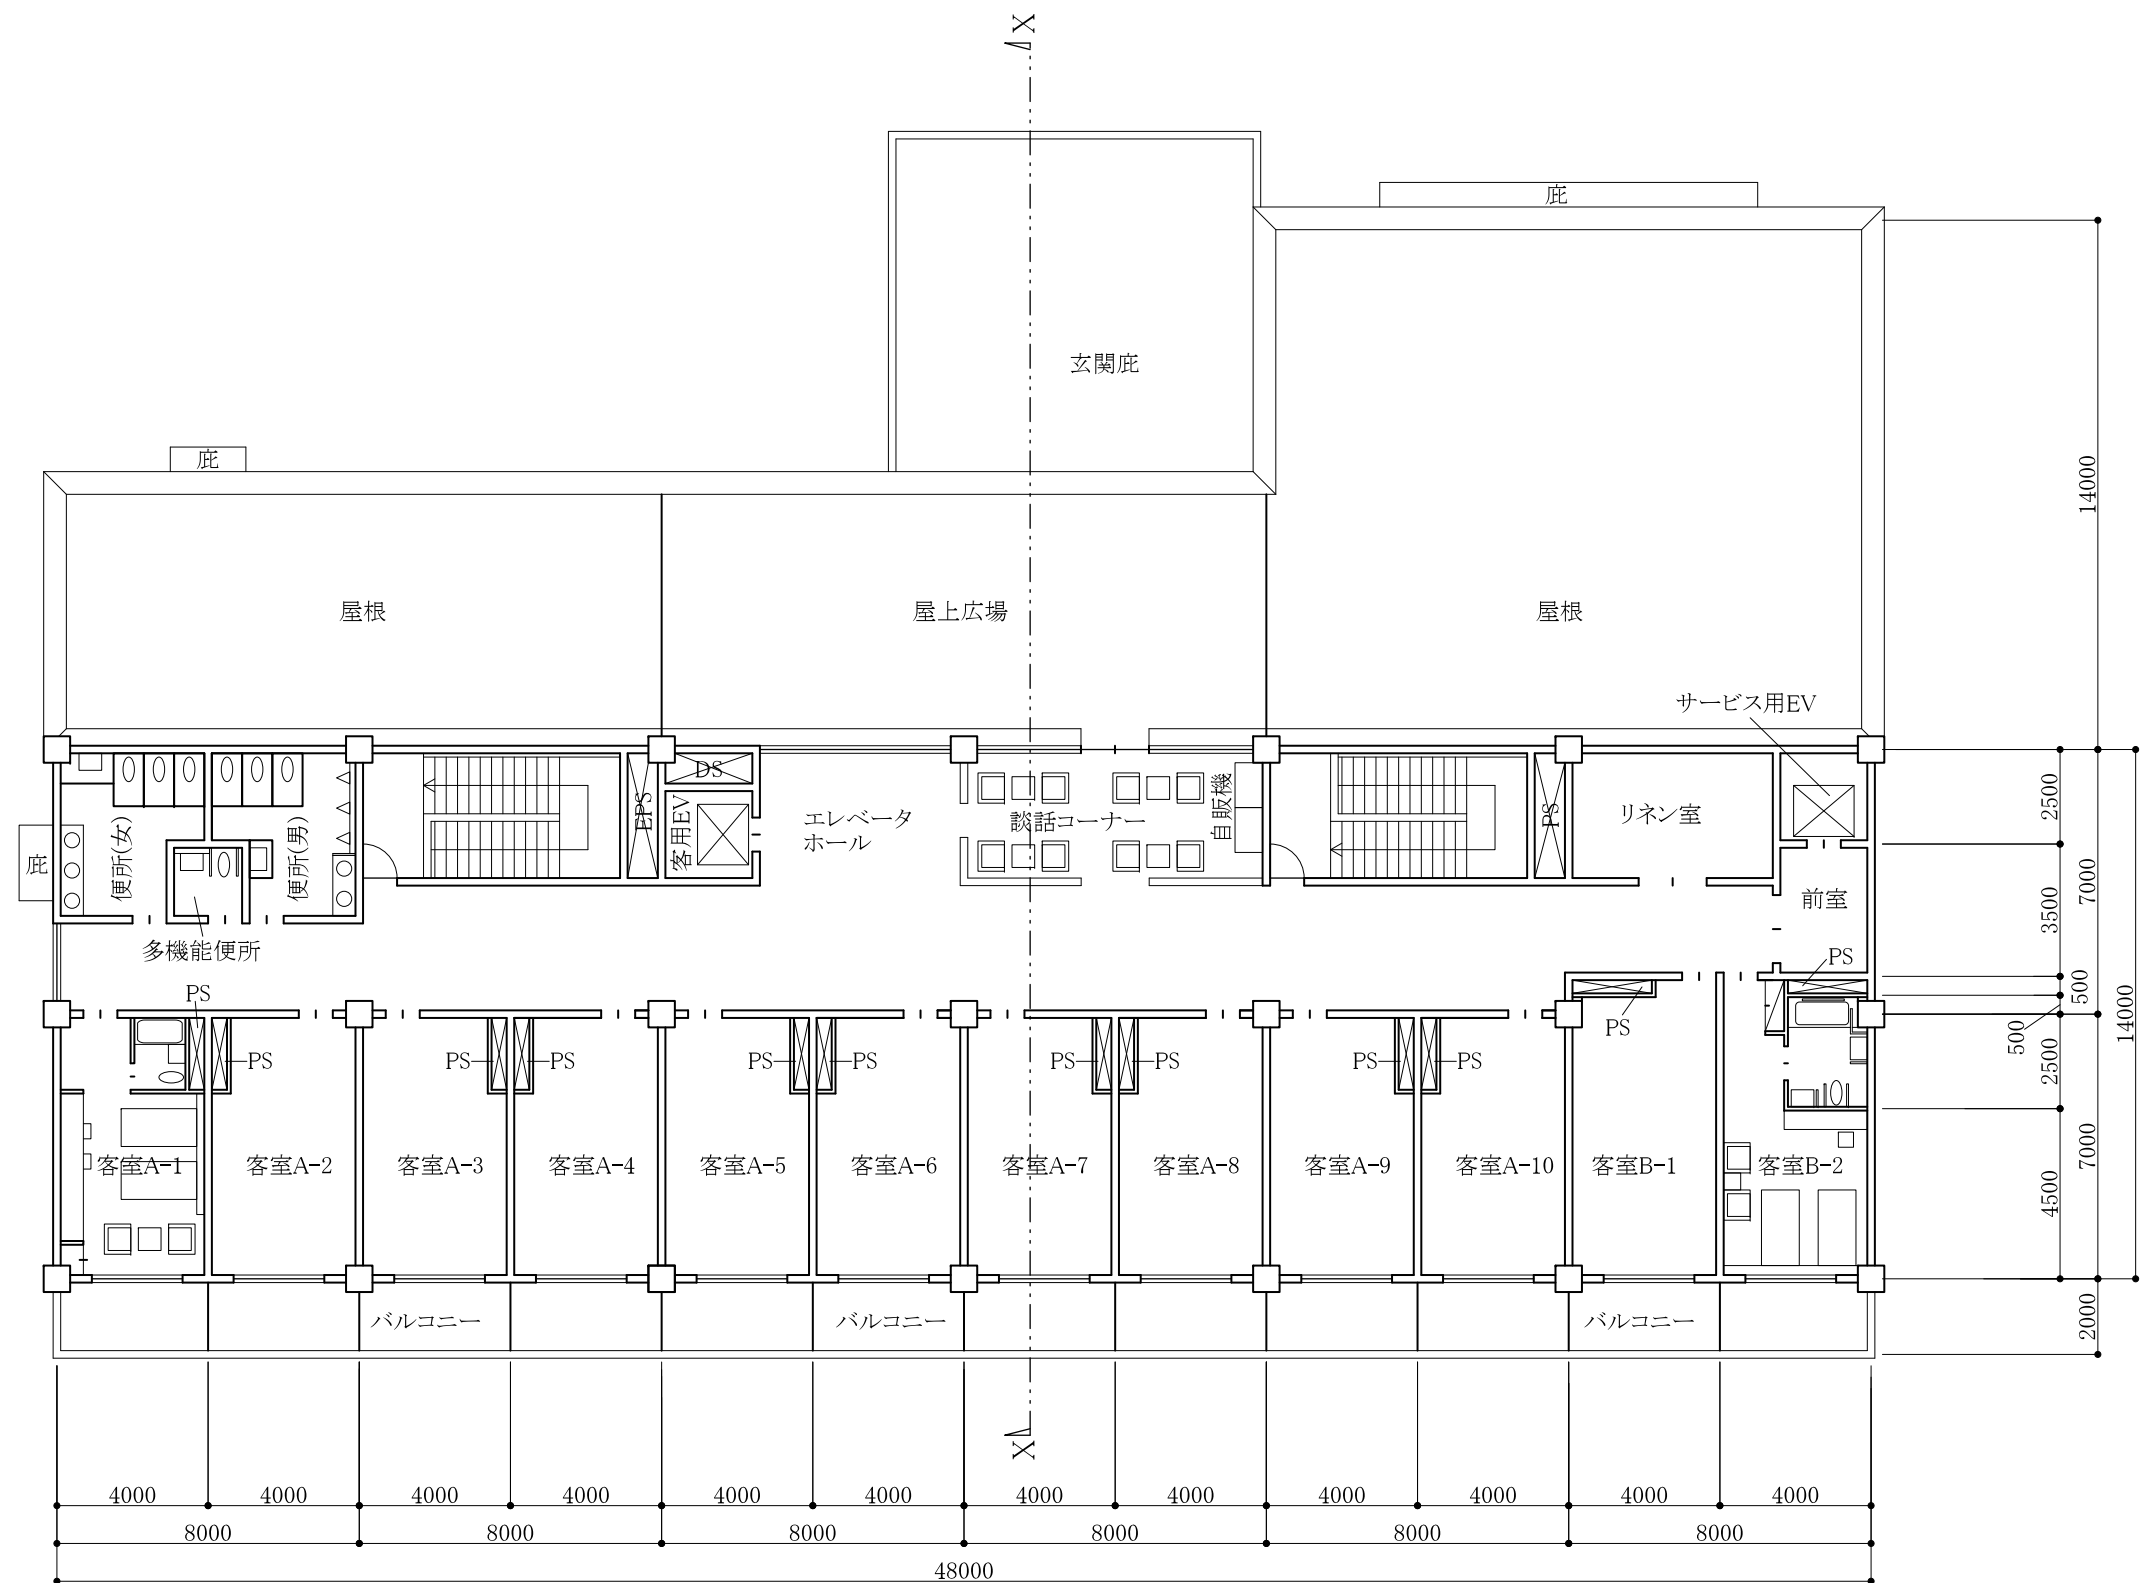 X
庇
玄関庇
庇
屋根
屋上広場
屋根
サービス用EV
14000
DS
EPS
客用EV
エレベータ
ホール
談話コーナー
自販機
PS
リネン室
便所(女)
便所(男)
庇
前室
多機能便所
PS
PS
PS
PS
PS
PS
PS
PS
PS
PS
PS
PS
2500
3500
500
500
2500
4500
7000
7000
2000
14000
客室A-1
客室A-2
客室A-3
客室A-4
客室A-5
客室A-6
客室A-7
客室A-8
客室A-9
客室A-10
客室B-1
客室B-2
バルコニー
バルコニー
バルコニー
X
4000
4000
4000
4000
4000
4000
4000
4000
4000
4000
4000
4000
8000
8000
8000
8000
8000
8000
48000